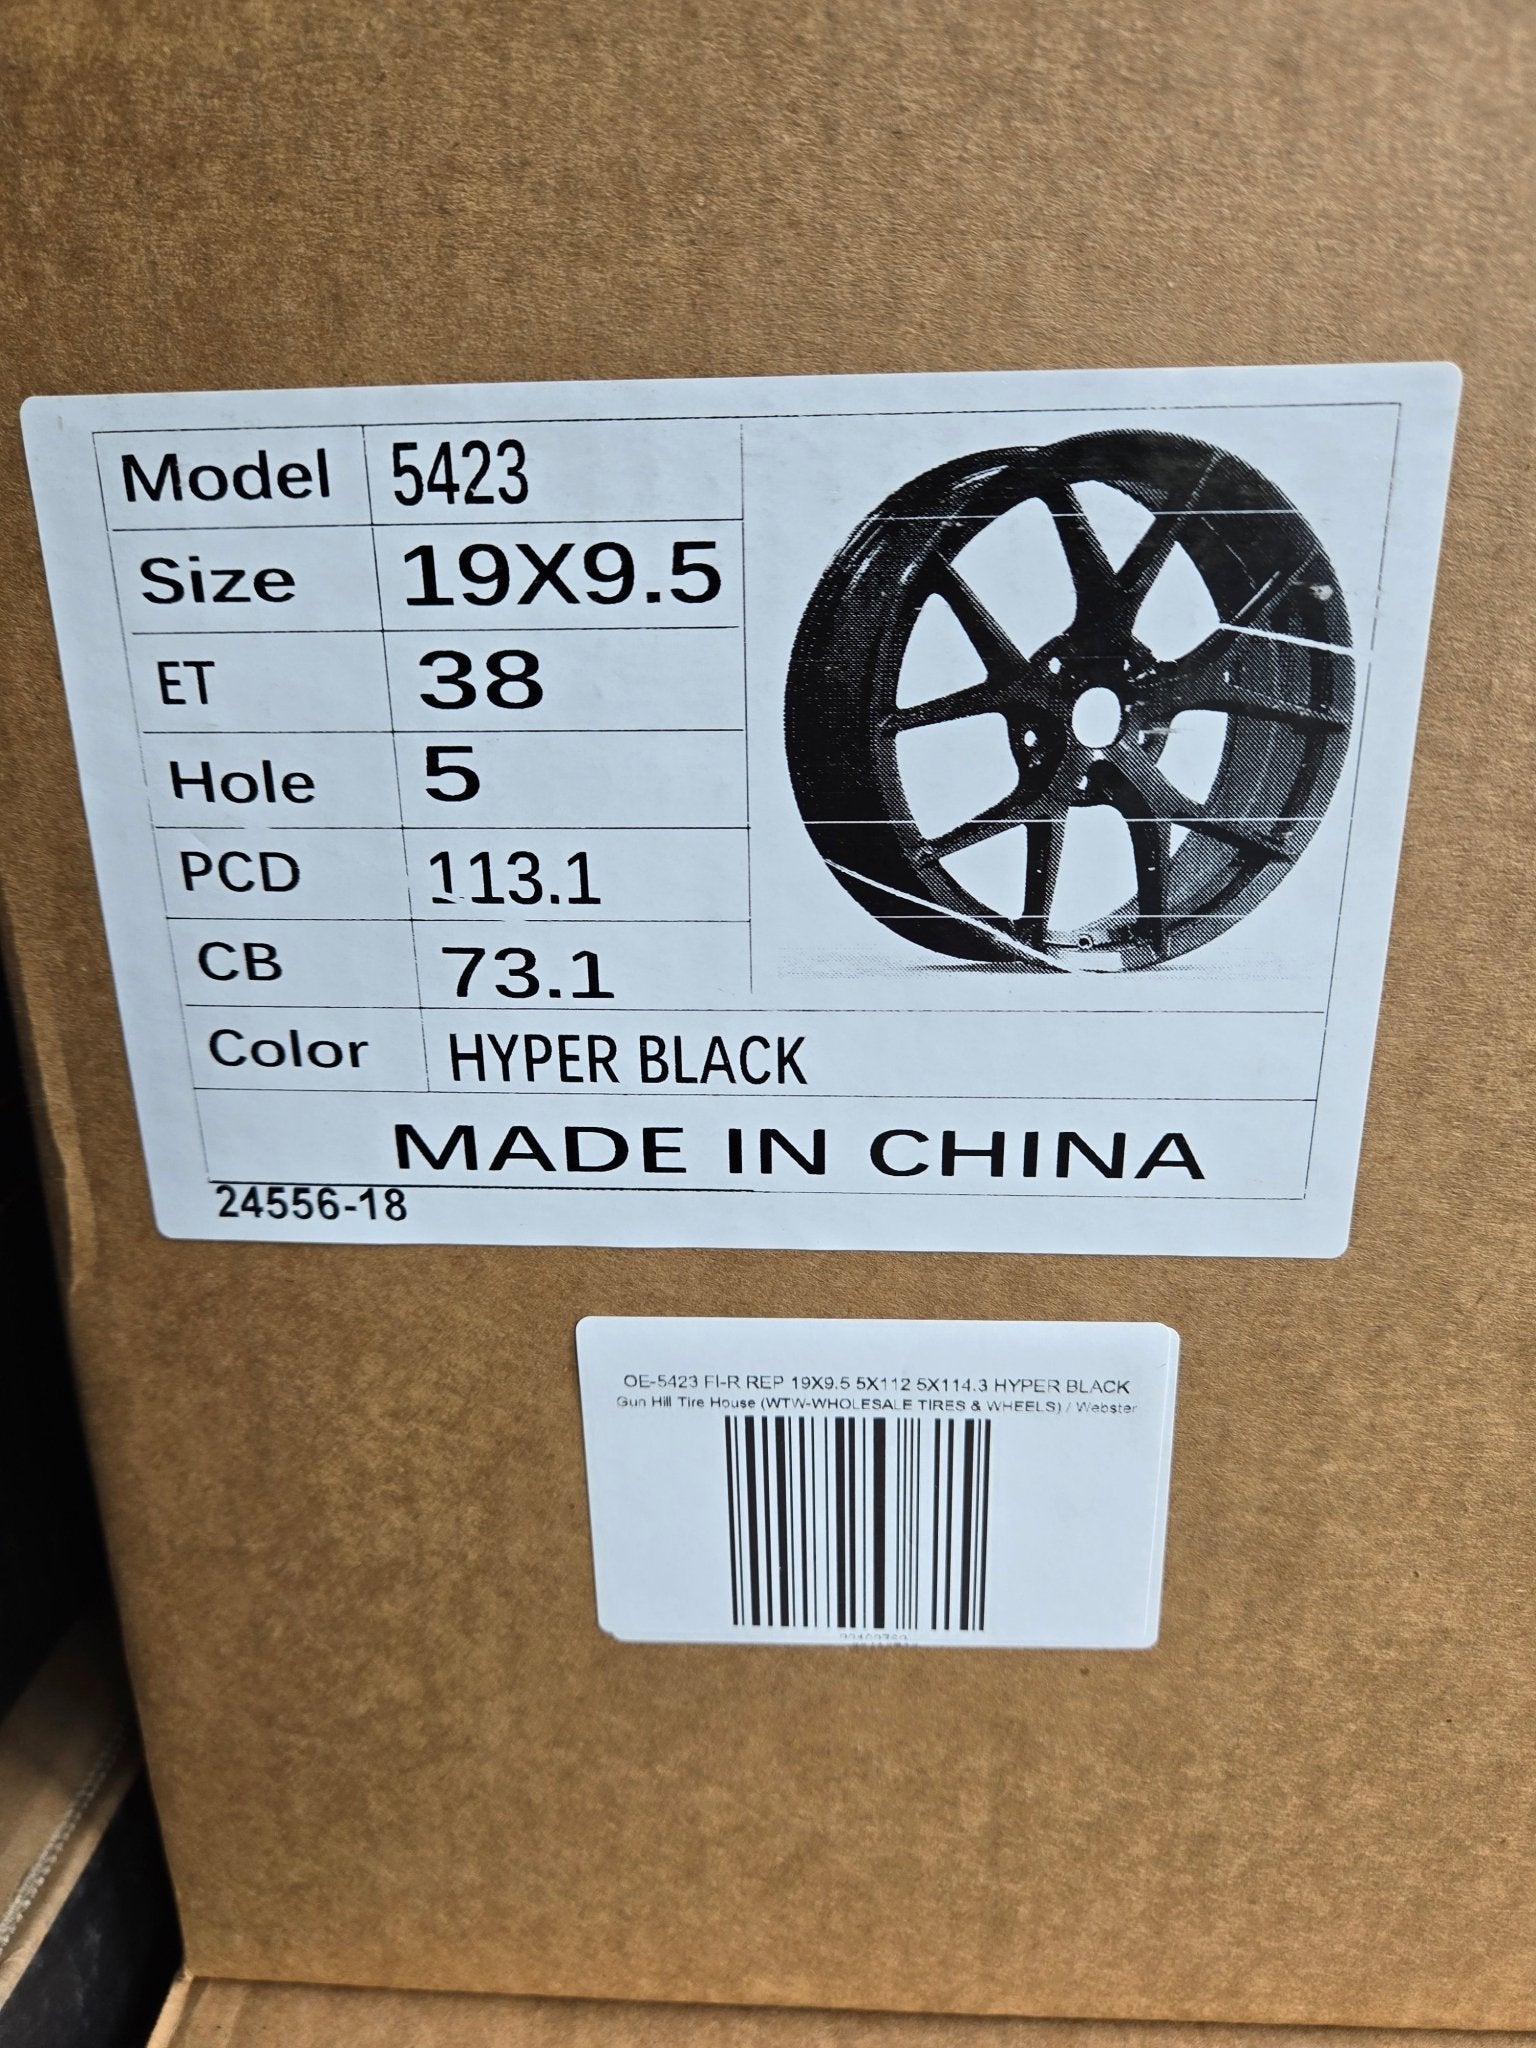 Model 5423
Size 19X9.5
ET 38
Hole 5
PCD 113.1
CB 73.1
Color HYPER BLACK
MADE IN CHINA
24556-18
OE-5423 FI-R REP 19X9.5 5X112 5X114.3 HYPER BLACK
Gun Hill Tire House (WTW-WHOLESALE TIRES & WHEELS) / Webster